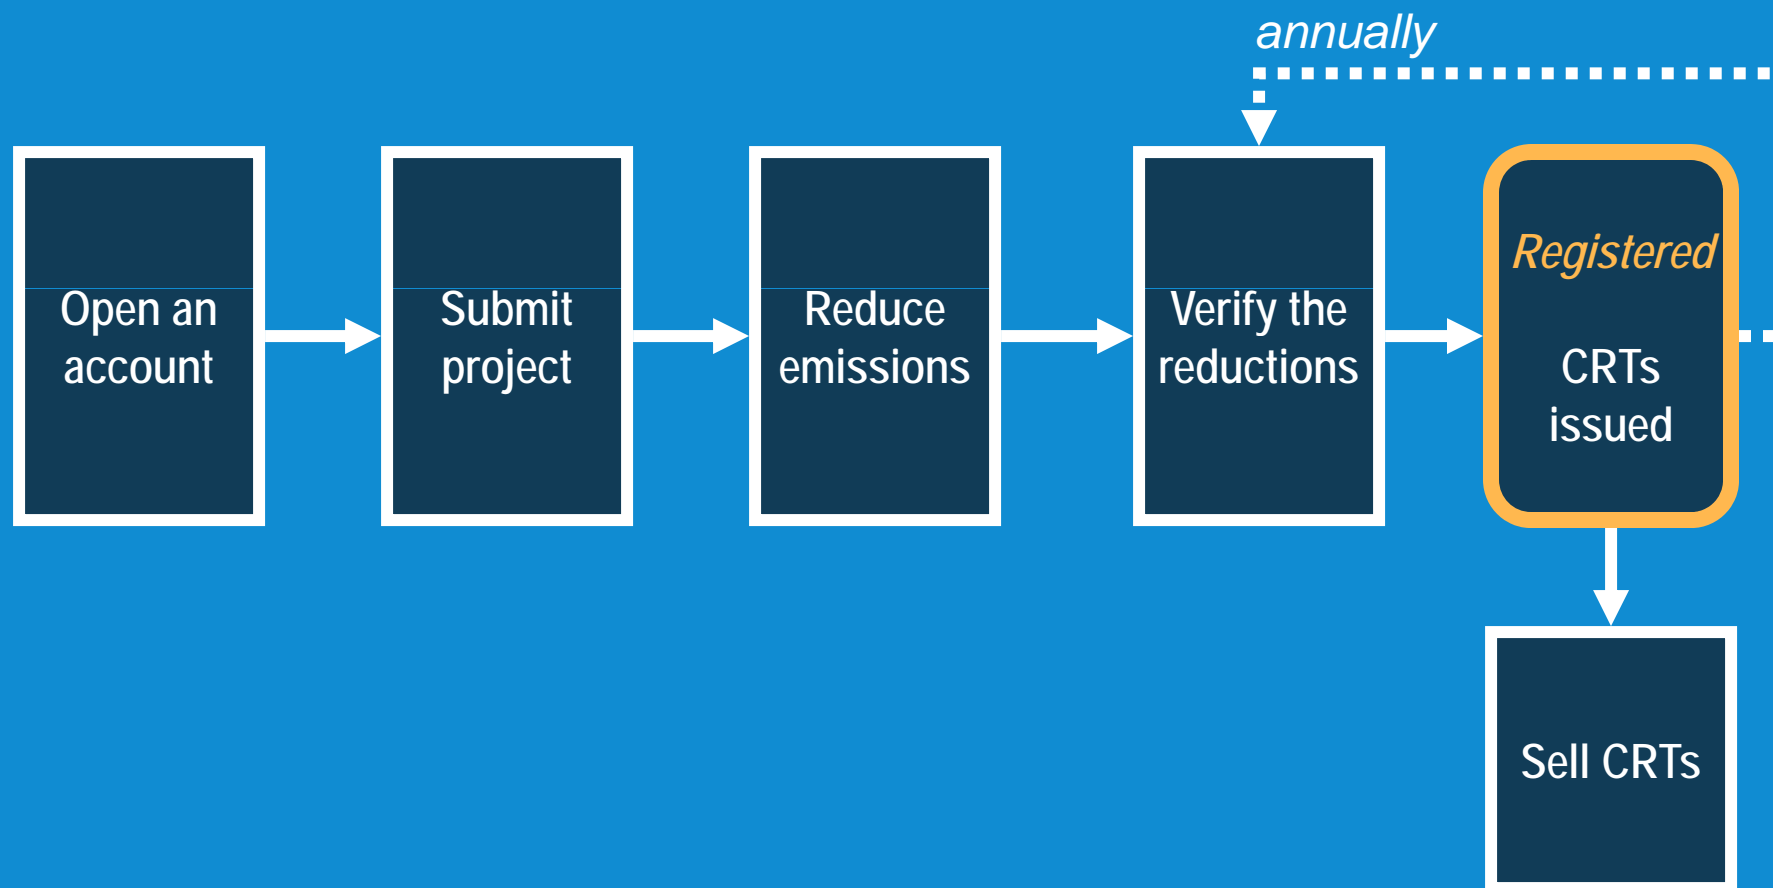 annually
Open an
account
Submit
project
Reduce
emissions
Verify the
reductions
Registered
CRTs
issued
Sell CRTs